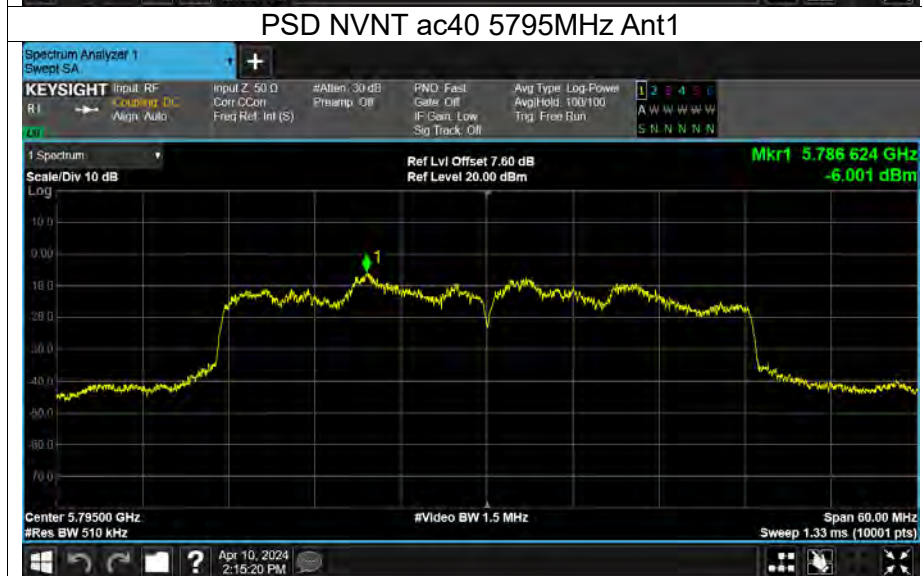 PSD NVNT ac40 5795MHz Ant1
Spectrum Analyzer 1
Swept SA
+
KEYSIGHT Input: RF Input Z: 50 Ω #Atten: 30 dB PNO: Fast Avg Type: Log-Power 1 2 3 4 5 6
R L Coupling: DC Corr CCorr Preamp: Off Gate: Off Avg|Hold: 100/100 A W W W W W
Align: Auto Freq Ref: Int (S) IF Gain: Low Trig: Free Run
Sig Track: Off S N N N N N
1 Spectrum Ref Lvl Offset 7.60 dB Mkr1 5.786 624 GHz
Scale/Div 10 dB Ref Level 20.00 dBm -6.001 dBm
Log
10.0
0.00
1
-10.0
-20.0
-30.0
-40.0
-50.0
-60.0
-70.0
Center 5.79500 GHz #Video BW 1.5 MHz Span 60.00 MHz
#Res BW 510 kHz Sweep 1.33 ms (10001 pts)
?
Apr 10, 2024
2:15:20 PM